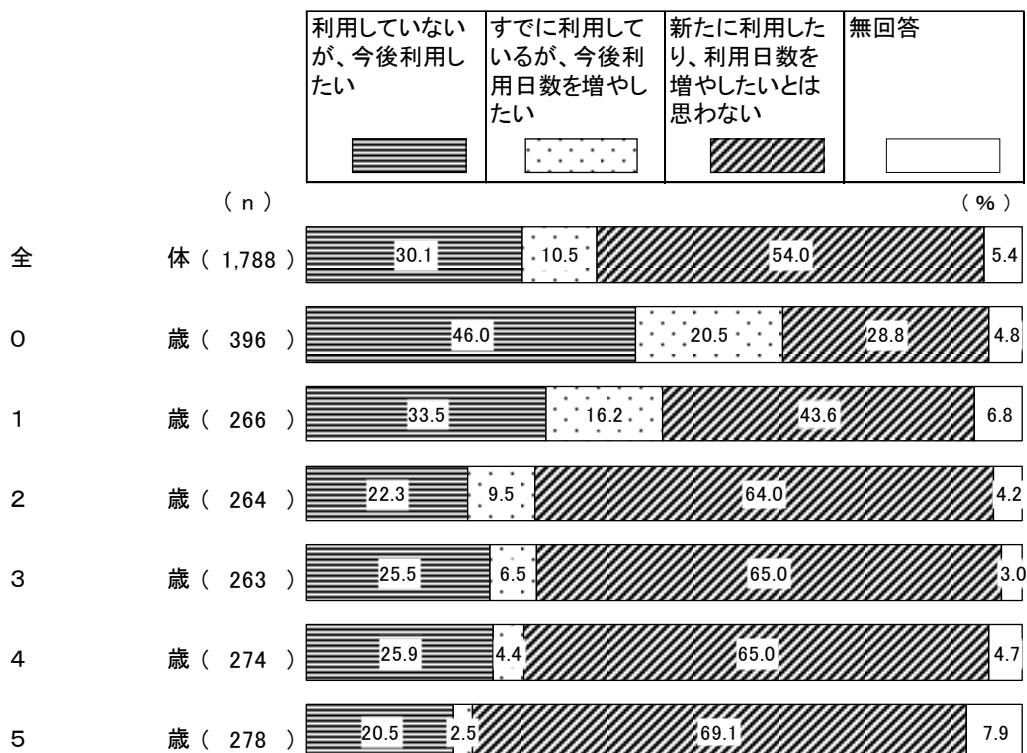 利用していない
が、今後利用し
たい
すでに利用して
いるが、今後利
用日数を増やし
たい
新たに利用した
り、利用日数を
増やしたいとは
思わない
無回答
（ｎ） （％）
全 体 （ 1,788 ） 30.1 10.5 54.0 5.4
０ 歳 （ 396 ） 46.0 20.5 28.8 4.8
１ 歳 （ 266 ） 33.5 16.2 43.6 6.8
２ 歳 （ 264 ） 22.3 9.5 64.0 4.2
３ 歳 （ 263 ） 25.5 6.5 65.0 3.0
４ 歳 （ 274 ） 25.9 4.4 65.0 4.7
５ 歳 （ 278 ） 20.5 2.5 69.1 7.9